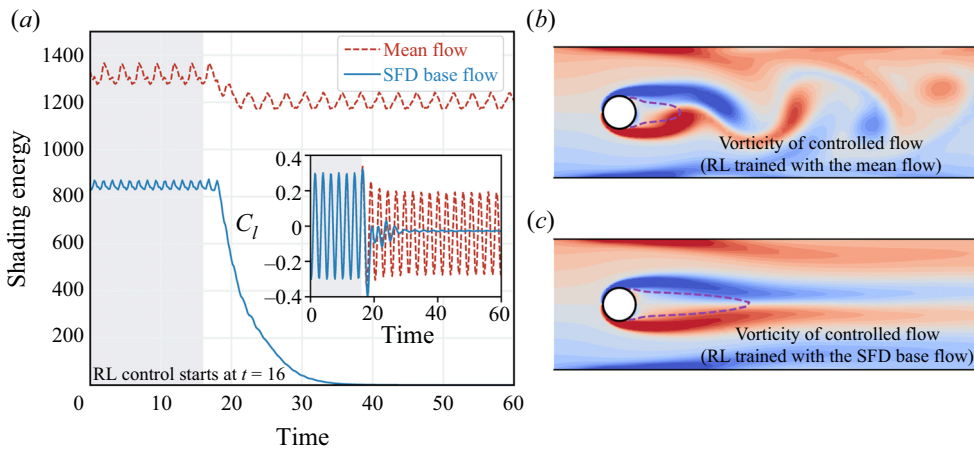 (a)
1400
1200
1000
800
600
400
200
Shading energy
Mean flow
SFD base flow
0.4
0.2
0
−0.2
−0.4
C_l
0 20 40 60
Time
RL control starts at t = 16
0 10 20 30 40 50 60
Time
(b)
Vorticity of controlled flow
(RL trained with the mean flow)
(c)
Vorticity of controlled flow
(RL trained with the SFD base flow)